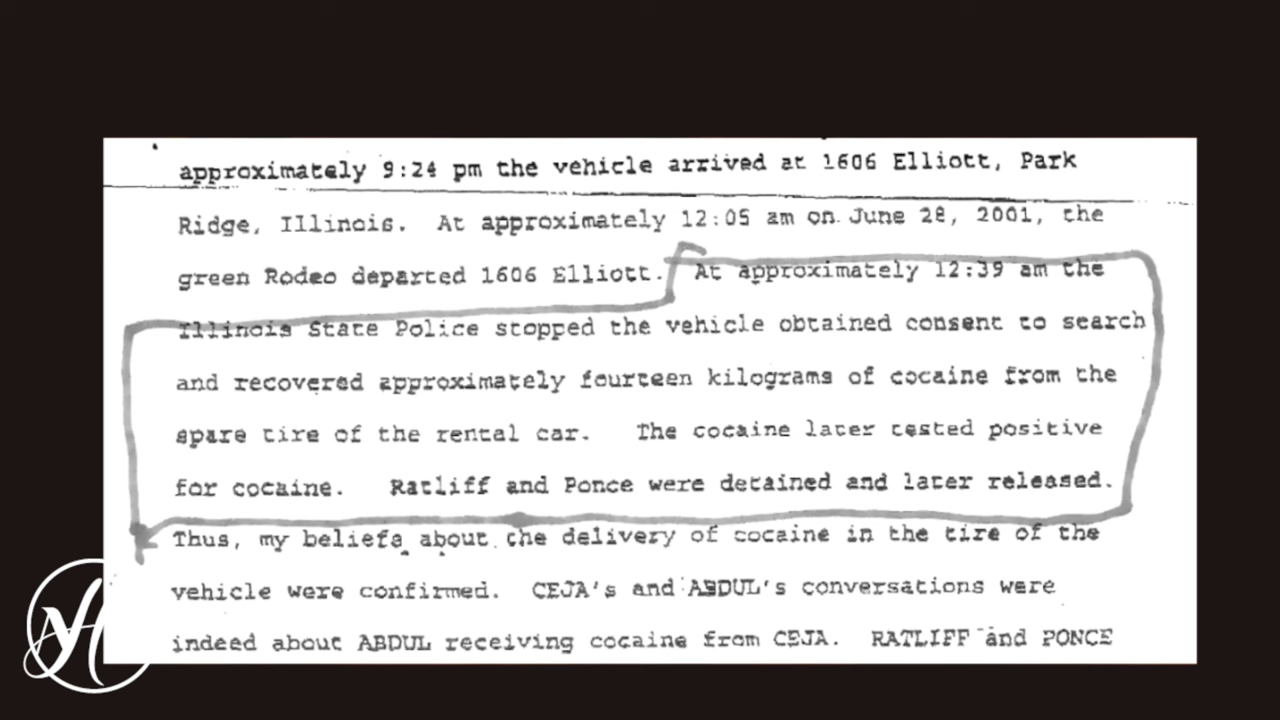 approximately 9:24 pm the vehicle arrived at 1606 Elliott, Park
Ridge, Illinois. At approximately 12:05 am on June 28, 2001, the
green Rodeo departed 1606 Elliott. At approximately 12:39 am the
Illinois State Police stopped the vehicle obtained consent to search
and recovered approximately fourteen kilograms of cocaine from the
spare tire of the rental car. The cocaine later tested positive
for cocaine. Ratliff and Ponce were detained and later released.
Thus, my beliefs about the delivery of cocaine in the tire of the
vehicle were confirmed. CEJA's and ABDUL's conversations were
indeed about ABDUL receiving cocaine from CEJA. RATLIFF and PONCE